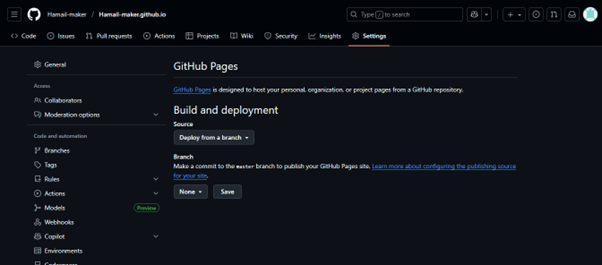 Hamail-maker / Hamail-maker.github.io
Type / to search
Code Issues Pull requests Actions Projects Wiki Security Insights Settings
General
Access
Collaborators
Moderation options
Code and automation
Branches
Tags
Rules
Actions
Models Preview
Webhooks
Copilot
Environments
Codespaces
GitHub Pages
GitHub Pages is designed to host your personal, organization, or project pages from a GitHub repository.
Build and deployment
Source
Deploy from a branch
Branch
Make a commit to the master branch to publish your GitHub Pages site. Learn more about configuring the publishing source
for your site.
None Save